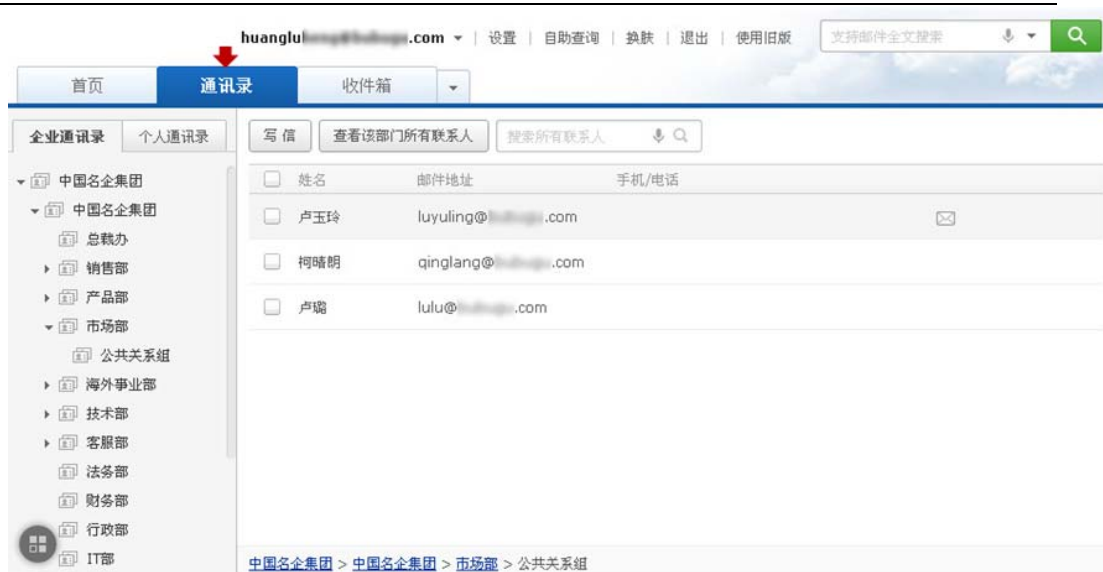 huanglu .com | 设置 | 自助查询 | 换肤 | 退出 | 使用旧版 支持邮件全文搜索
首页 通讯录 收件箱
企业通讯录 个人通讯录 写信 查看该部门所有联系人 搜索所有联系人
中国名企集团 姓名 邮件地址 手机/电话
中国名企集团 卢玉玲 luyuling@ .com
总裁办
销售部 柯晴朗 qinglang@ .com
产品部 卢璐 lulu@ .com
市场部
公共关系组
海外事业部
技术部
客服部
法务部
财务部
行政部
IT部 中国名企集团 > 中国名企集团 > 市场部 > 公共关系组